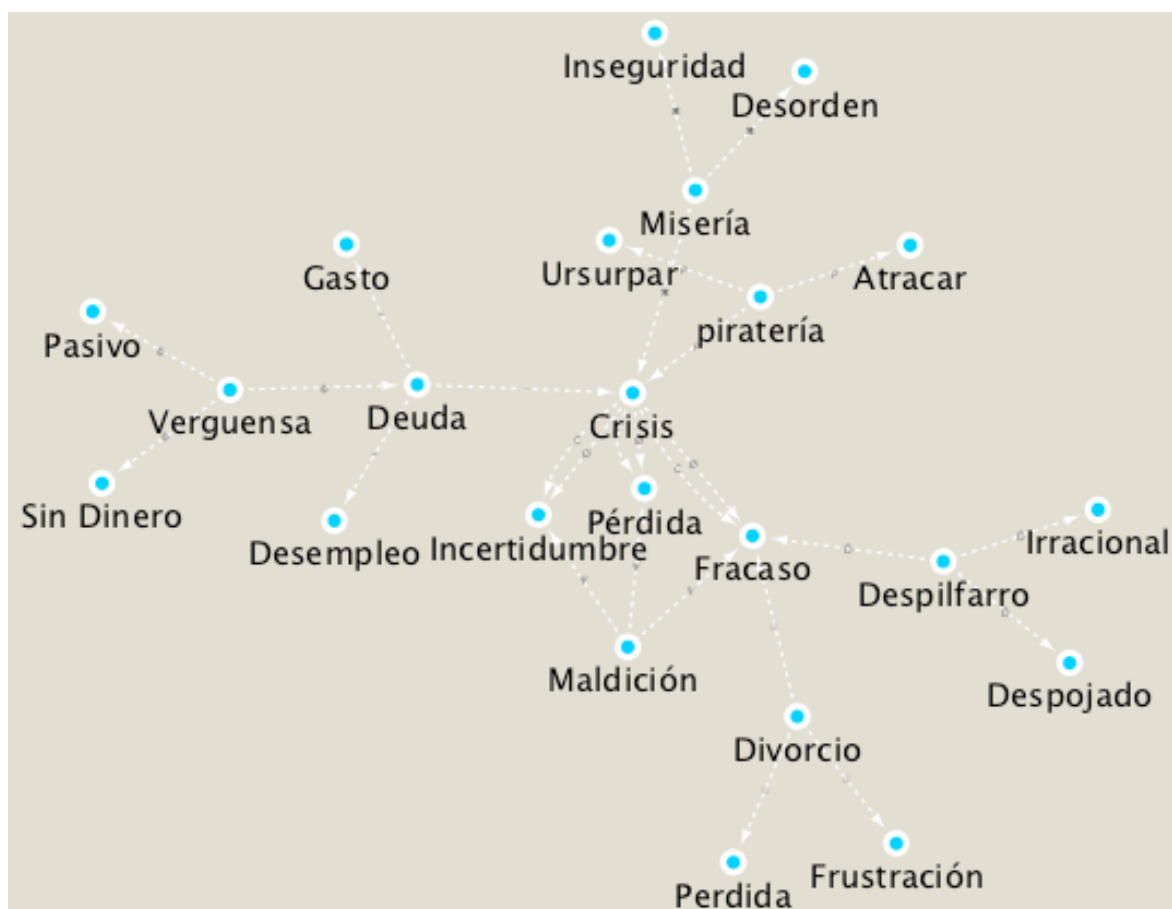 Inseguridad
Desorden
Misería
Ursurpar
Atracar
Gasto
piratería
Pasivo
Verguensa
Deuda
Crisis
Sin Dinero
Desempleo
Incertidumbre
Pérdida
Fracaso
Irracional
Despilfarro
Maldición
Despojado
Divorcio
Perdida
Frustración